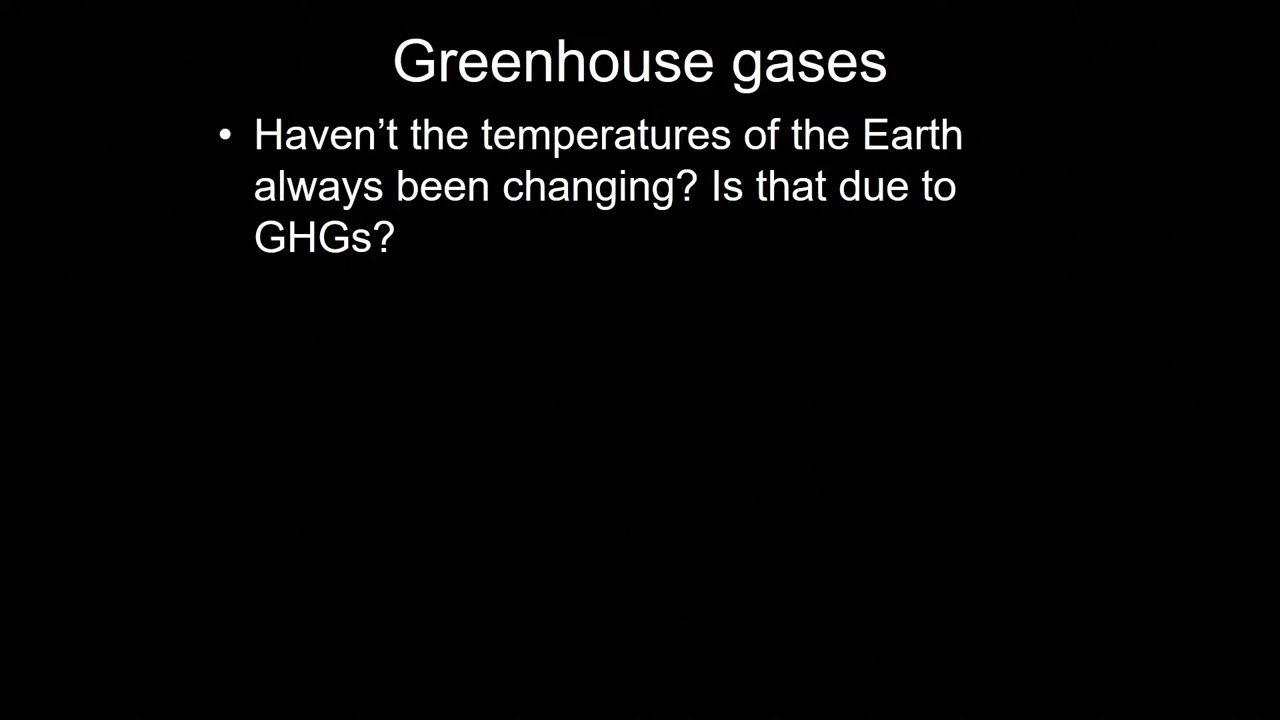 Greenhouse gases
• Haven’t the temperatures of the Earth
always been changing? Is that due to
GHGs?